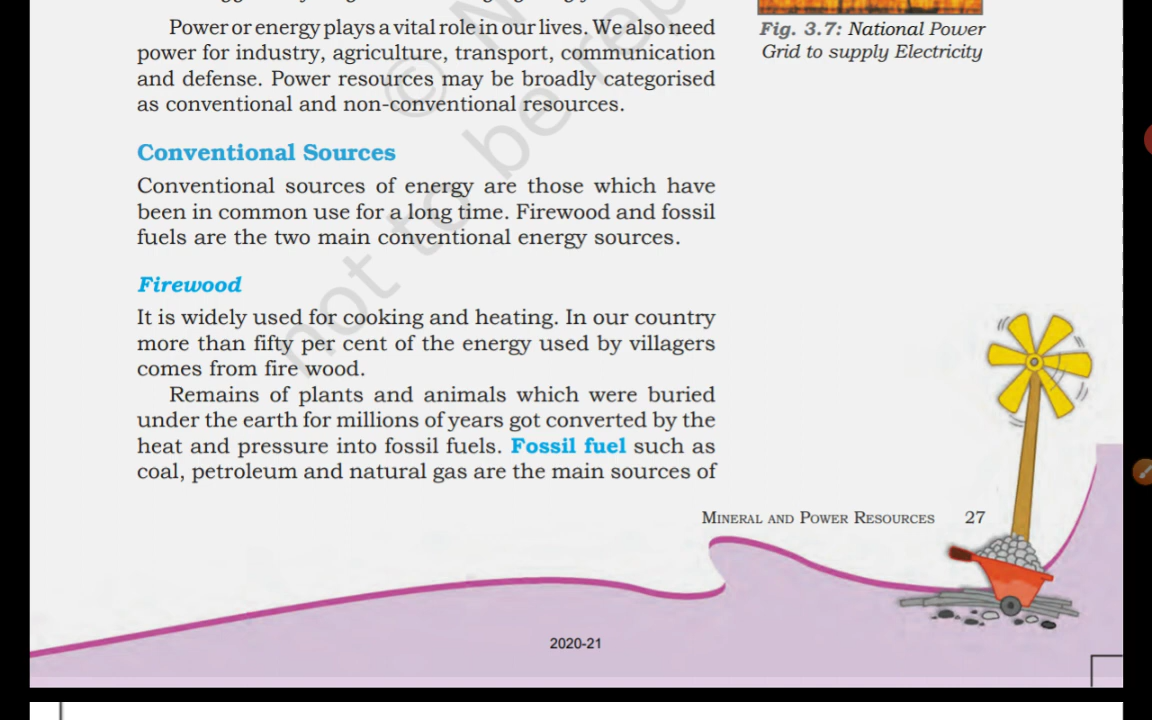 Power or energy plays a vital role in our lives. We also need
power for industry, agriculture, transport, communication
and defense. Power resources may be broadly categorised
as conventional and non-conventional resources.
Fig. 3.7: National Power
Grid to supply Electricity
Conventional Sources
Conventional sources of energy are those which have
been in common use for a long time. Firewood and fossil
fuels are the two main conventional energy sources.
Firewood
It is widely used for cooking and heating. In our country
more than fifty per cent of the energy used by villagers
comes from fire wood.
Remains of plants and animals which were buried
under the earth for millions of years got converted by the
heat and pressure into fossil fuels. Fossil fuel such as
coal, petroleum and natural gas are the main sources of
MINERAL AND POWER RESOURCES 27
2020-21
© N
not to be rep